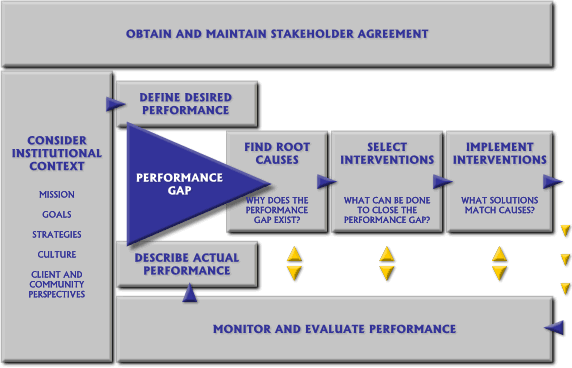 OBTAIN AND MAINTAIN STAKEHOLDER AGREEMENT
CONSIDER
INSTITUTIONAL
CONTEXT
MISSION
GOALS
STRATEGIES
CULTURE
CLIENT AND
COMMUNITY
PERSPECTIVES
DEFINE DESIRED
PERFORMANCE
PERFORMANCE
GAP
DESCRIBE ACTUAL
PERFORMANCE
FIND ROOT
CAUSES
WHY DOES THE
PERFORMANCE
GAP EXIST?
SELECT
INTERVENTIONS
WHAT CAN BE DONE
TO CLOSE THE
PERFORMANCE GAP?
IMPLEMENT
INTERVENTIONS
WHAT SOLUTIONS
MATCH CAUSES?
MONITOR AND EVALUATE PERFORMANCE